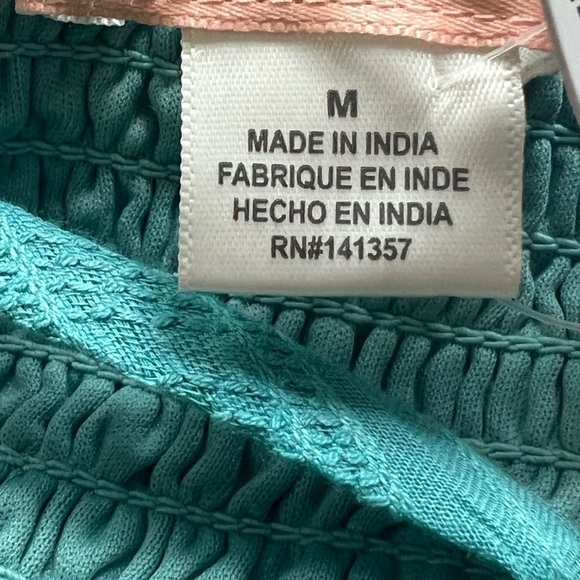 M
MADE IN INDIA
FABRIQUE EN INDE
HECHO EN INDIA
RN#141357